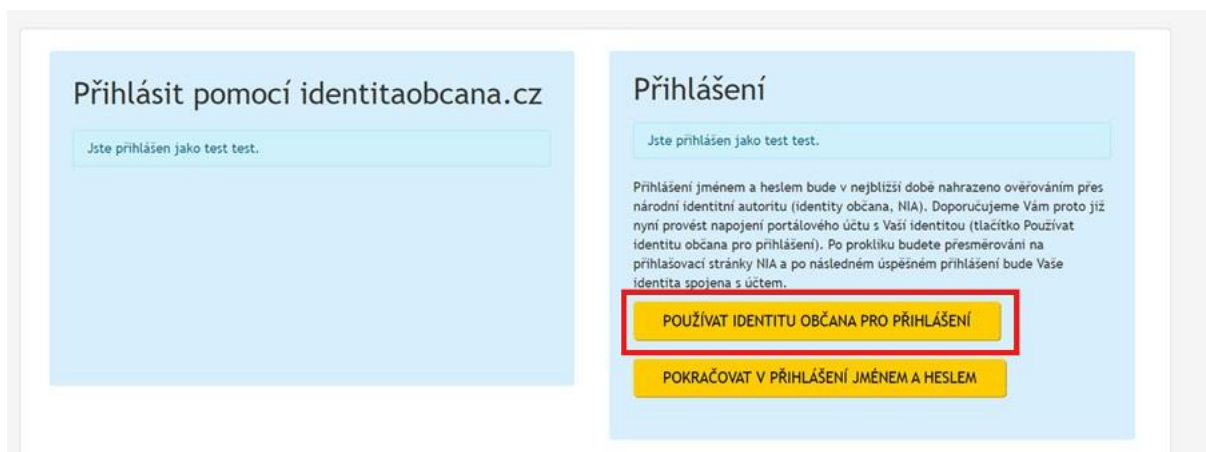 Přihlásit pomocí identitaobcana.cz
Jste přihlášen jako test test.
Přihlášení
Jste přihlášen jako test test.
Přihlášení jménem a heslem bude v nejbližší době nahrazeno ověřováním přes
národní identitní autoritu (identity občana, NIA). Doporučujeme Vám proto již
nyní provést napojení portálového účtu s Vaší identitou (tlačítko Používat
identitu občana pro přihlášení). Po prokliku budete přesměrováni na
přihlašovací stránky NIA a po následném úspěšném přihlášení bude Vaše
identita spojena s účtem.
POUŽÍVAT IDENTITU OBČANA PRO PŘIHLÁŠENÍ
POKRAČOVAT V PŘIHLÁŠENÍ JMÉNEM A HESLEM